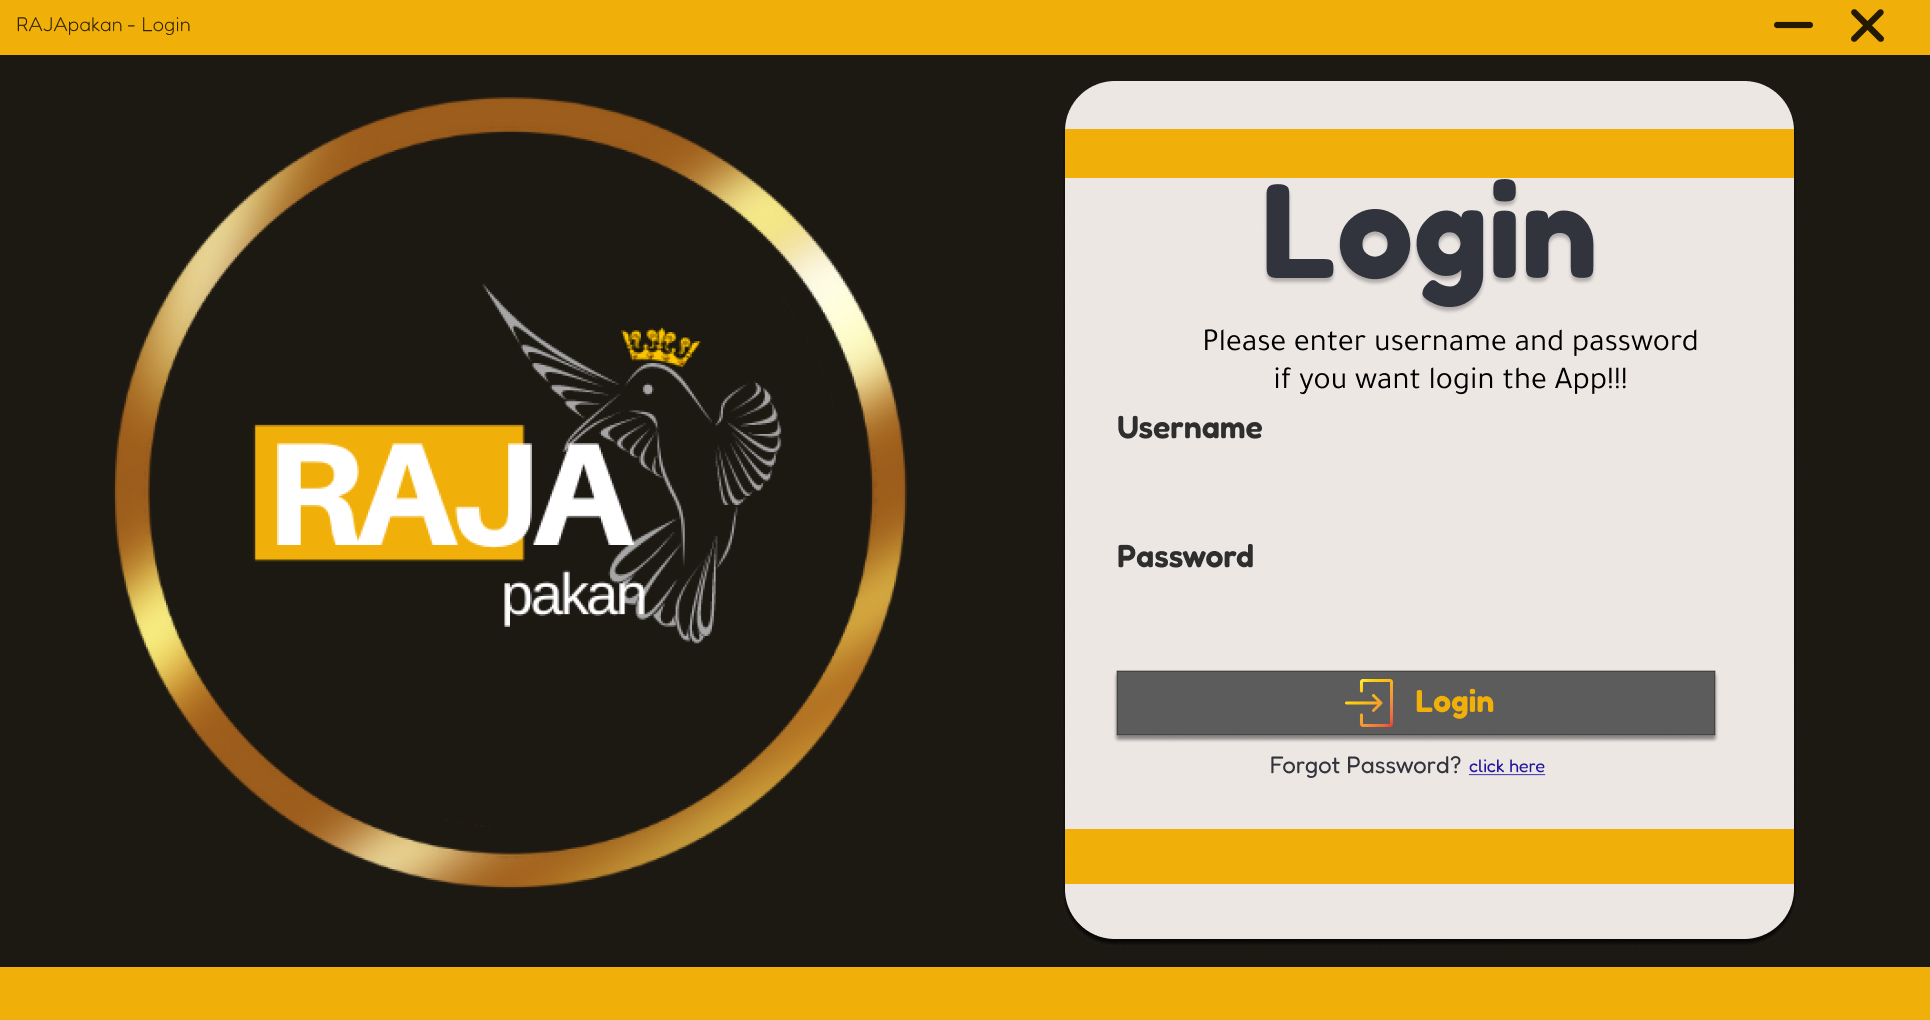 RAJApakan - Login
RAJA
pakan
Login
Please enter username and password
if you want login the App!!!
Username
Password
Login
Forgot Password? click here